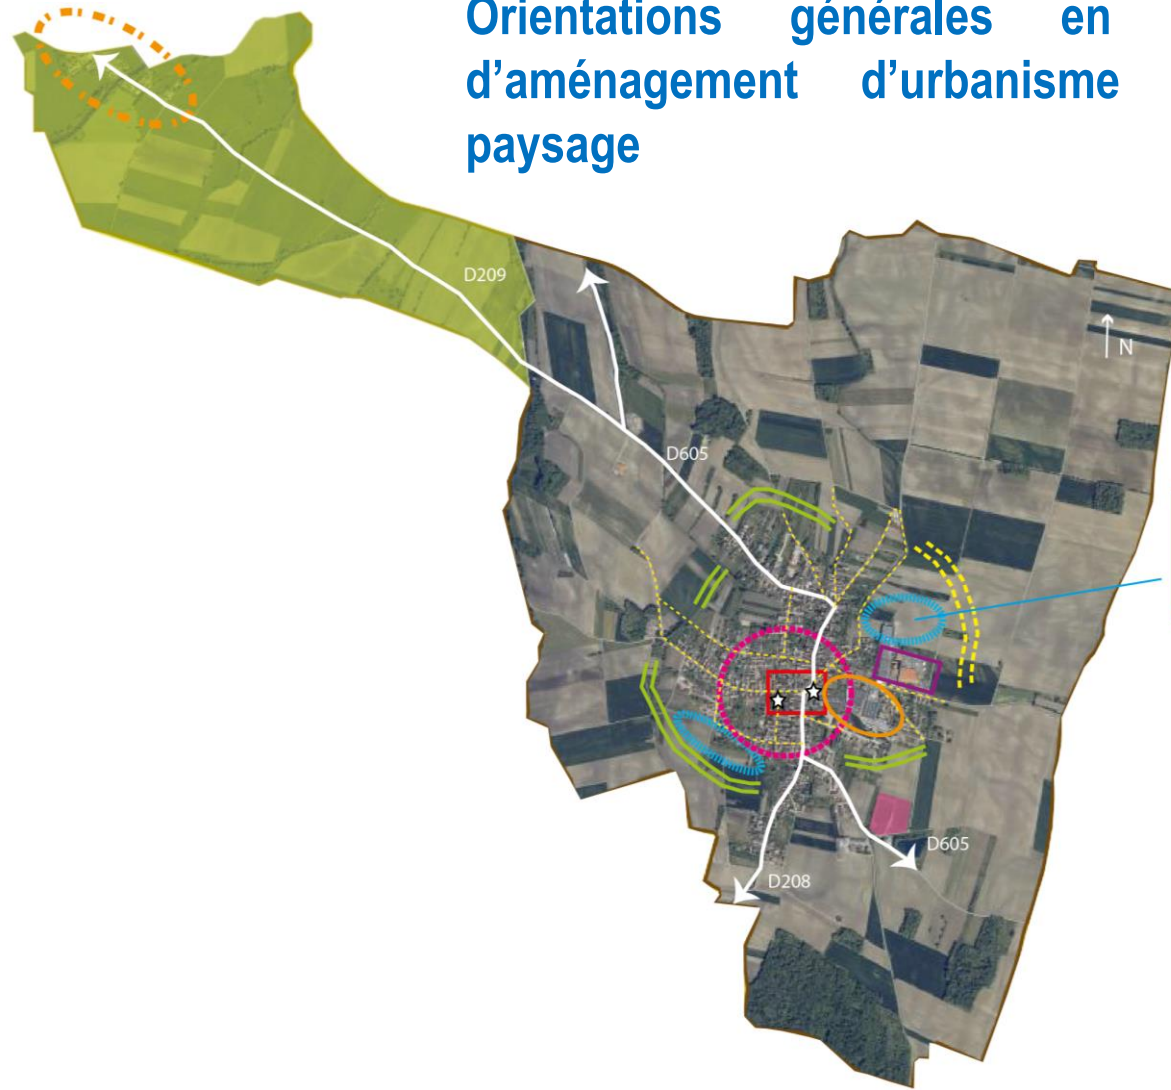 Orientations générales en
d'aménagement d'urbanisme
paysage
D209
N
D605
D605
D208